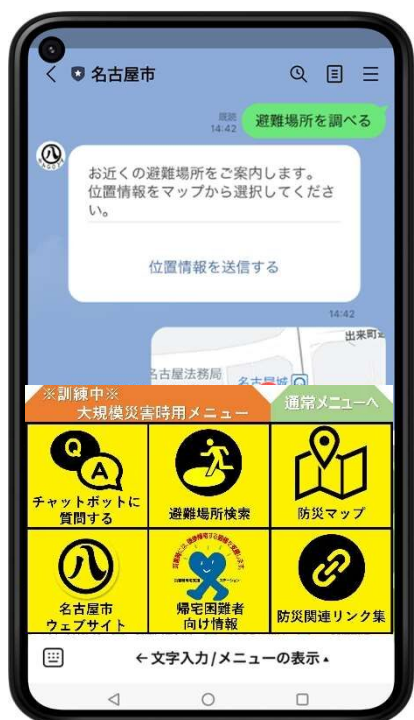 名古屋市
既読
14:42
避難場所を調べる
お近くの避難場所をご案内します。
位置情報をマップから選択してくださ
い。
位置情報を送信する
14:42
出来町
名古屋法務局
名古屋城
※訓練中※
大規模災害時用メニュー
通常メニューへ
Q
A
チャットボットに
質問する
避難場所検索
防災マップ
名古屋市
ウェブサイト
帰宅困難者
向け情報
防災関連リンク集
←文字入力/メニューの表示▴